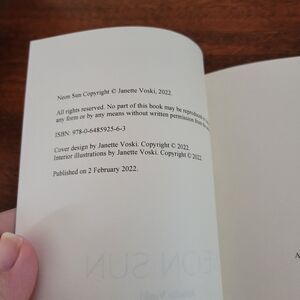 Neon Sun Copyright © Janette Voski, 2022.
All rights reserved. No part of this book may be reproduced
any form or by any means without written permission from the
ISBN: 978-0-6485925-6-3
Cover design by Janette Voski. Copyright © 2022.
Interior illustrations by Janette Voski. Copyright © 2022.
Published on 2 February 2022.
A